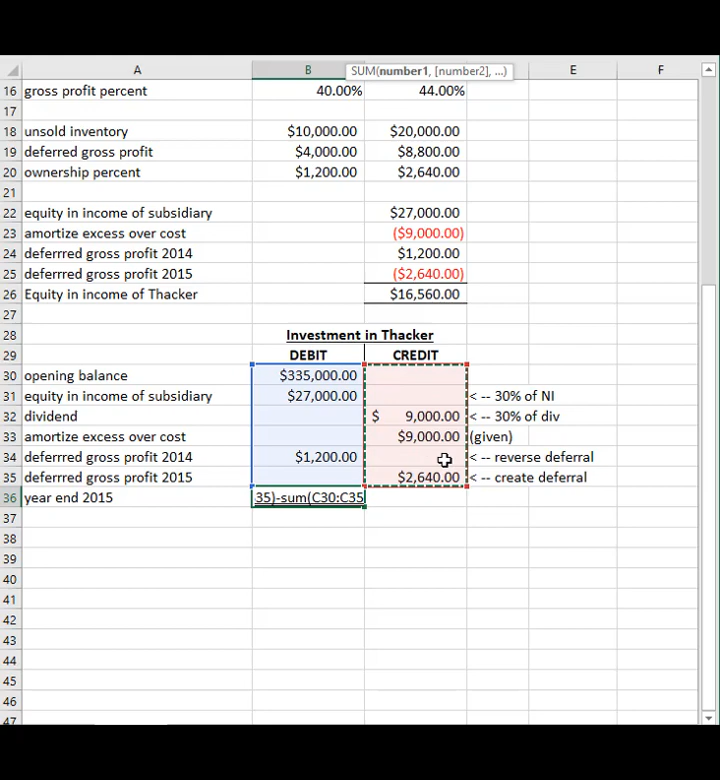 A B SUM(number1, [number2], ...) E F
16 gross profit percent 40.00% 44.00%
17
18 unsold inventory $10,000.00 $20,000.00
19 deferred gross profit $4,000.00 $8,800.00
20 ownership percent $1,200.00 $2,640.00
21
22 equity in income of subsidiary $27,000.00
23 amortize excess over cost ($9,000.00)
24 deferrred gross profit 2014 $1,200.00
25 deferrred gross profit 2015 ($2,640.00)
26 Equity in income of Thacker $16,560.00
27
28 Investment in Thacker
29 DEBIT CREDIT
30 opening balance $335,000.00
31 equity in income of subsidiary $27,000.00 < -- 30% of NI
32 dividend $ 9,000.00 < -- 30% of div
33 amortize excess over cost $9,000.00 (given)
34 deferrred gross profit 2014 $1,200.00 < -- reverse deferral
35 deferrred gross profit 2015 $2,640.00 < -- create deferral
36 year end 2015 35)-sum(C30:C35
37
38
39
40
41
42
43
44
45
46
47